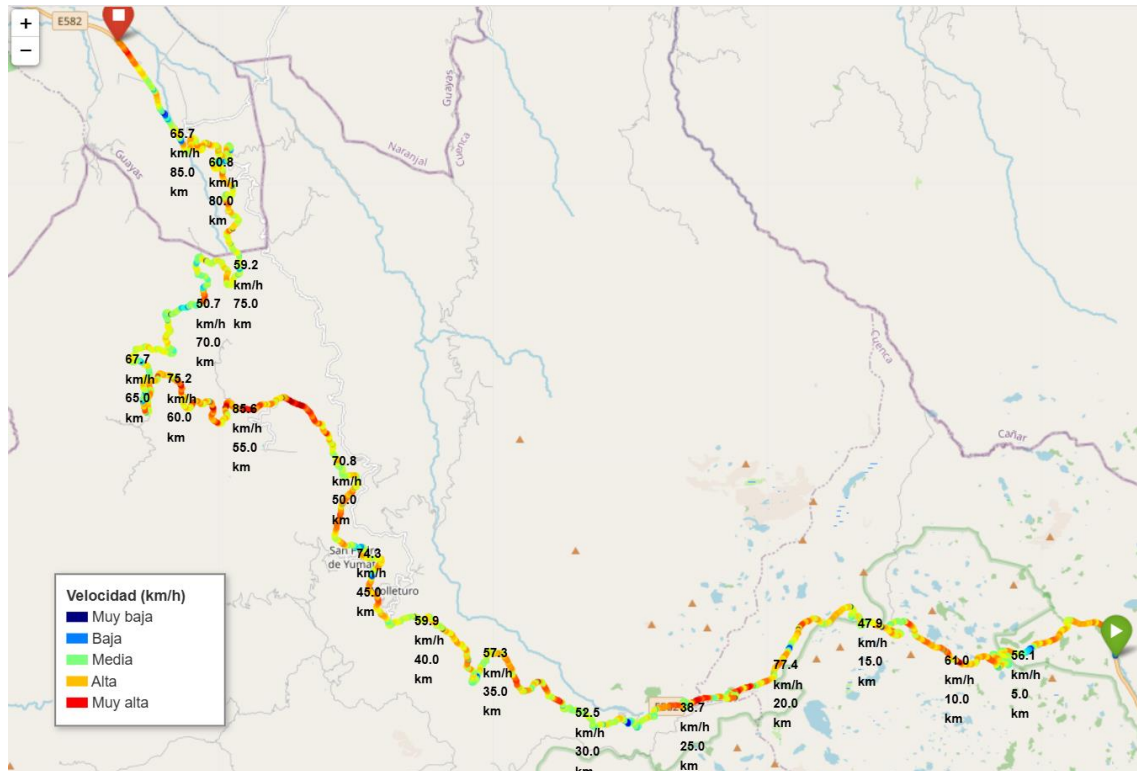 +
−
E582
Guayas
Guayas
Cuenca
Naranjal
65.7
km/h
85.0
km
60.8
km/h
80.0
km
59.2
km/h
75.0
km
50.7
km/h
70.0
km
67.7
km/h
65.0
km
75.2
km/h
60.0
km
85.6
km/h
55.0
km
Cuenca
Cañar
70.8
km/h
50.0
km
San
de Yumat
74.3
km/h
45.0
km
olleturo
59.9
km/h
40.0
km
57.3
km/h
35.0
km
52.5
km/h
30.0
km
38.7
km/h
25.0
km
77.4
km/h
20.0
km
47.9
km/h
15.0
km
61.0
km/h
10.0
km
56.1
km/h
5.0
km
Velocidad (km/h)
Muy baja
Baja
Media
Alta
Muy alta